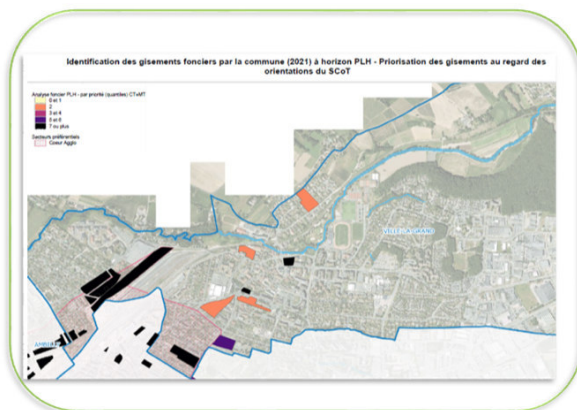 Identification des gisements fonciers par la commune (2021) à horizon PLH - Priorisation des gisements au regard des
orientations du SCoT
Analyse foncier PLH - par priorité (quartiles) CT+MT
0 et 1
2
3 et 4
5 et 6
7 ou plus
Secteurs préférentiels
Coeur Agglo